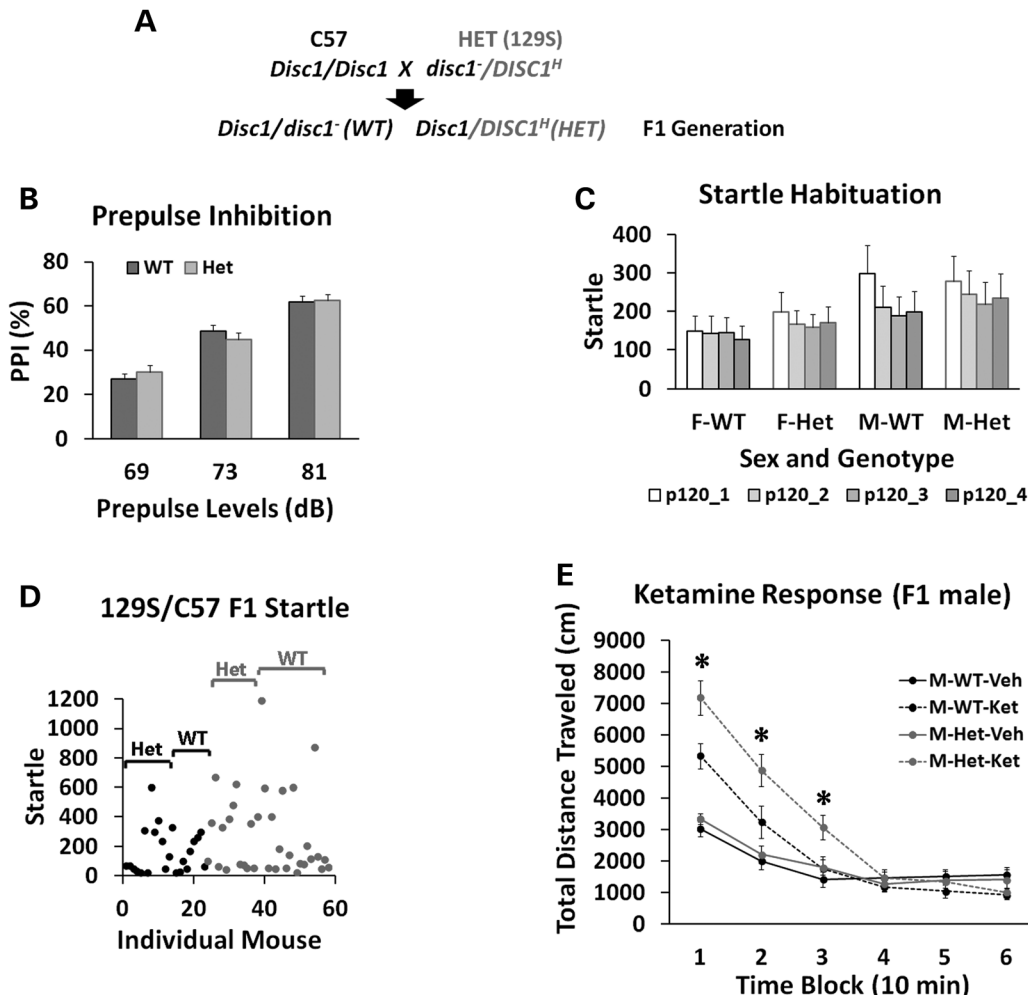 A
C57 HET (129S)
Disc1/Disc1 X disc1⁻/DISC1ᴴ
Disc1/disc1⁻ (WT) Disc1/DISC1ᴴ(HET) F1 Generation
B
Prepulse Inhibition
WT Het
PPI (%)
80
60
40
20
0
69 73 81
Prepulse Levels (dB)
C
Startle Habituation
Startle
400
300
200
100
0
F-WT F-Het M-WT M-Het
Sex and Genotype
p120_1 p120_2 p120_3 p120_4
D
129S/C57 F1 Startle
Het WT
Het WT
Startle
1200
1000
800
600
400
200
0
0 20 40 60
Individual Mouse
E
Ketamine Response (F1 male)
Total Distance Traveled (cm)
9000
8000
7000
6000
5000
4000
3000
2000
1000
0
* * *
M-WT-Veh
M-WT-Ket
M-Het-Veh
M-Het-Ket
1 2 3 4 5 6
Time Block (10 min)